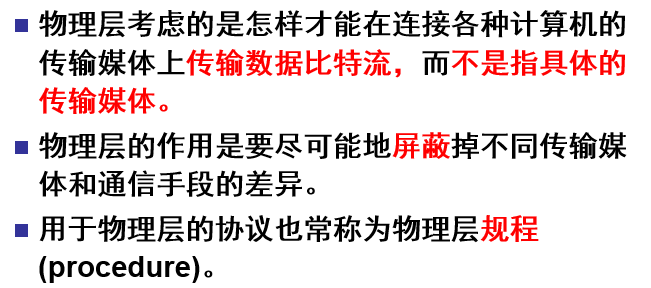 物理层考虑的是怎样才能在连接各种计算机的
传输媒体上传输数据比特流，而不是指具体的
传输媒体。
物理层的作用是要尽可能地屏蔽掉不同传输媒
体和通信手段的差异。
用于物理层的协议也常称为物理层规程
(procedure)。